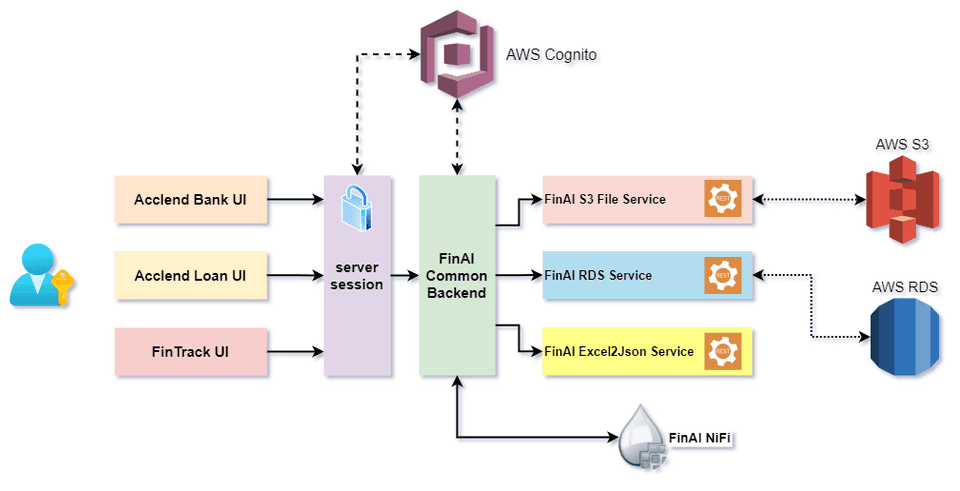 AWS Cognito
AWS S3
Acclend Bank UI
FinAI S3 File Service
REST
server
session
FinAI
Common
Backend
Acclend Loan UI
FinAI RDS Service
REST
AWS RDS
FinTrack UI
FinAI Excel2Json Service
REST
FinAI NiFi